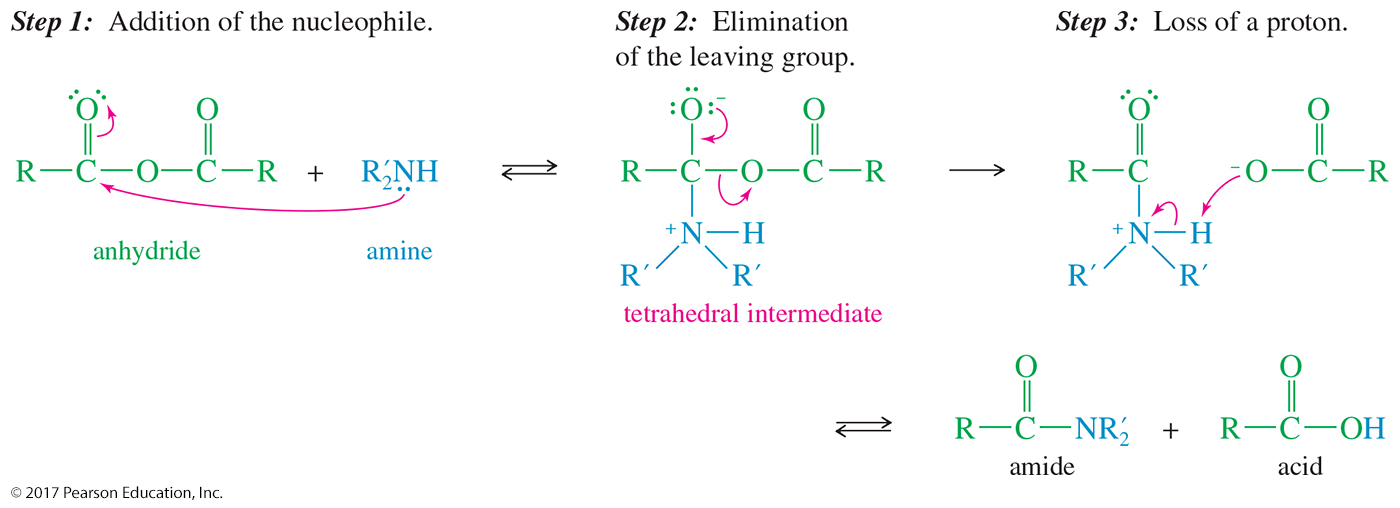 Step 1: Addition of the nucleophile.
Step 2: Elimination
of the leaving group.
Step 3: Loss of a proton.
O O
R—C—O—C—R + R′₂NH
anhydride amine
:Ö:⁻ O
R—C—O—C—R
⁺N—H
R′ R′
tetrahedral intermediate
O O
R—C ⁻O—C—R
⁺N—H
R′ R′
O O
R—C—NR′₂ + R—C—OH
amide acid
© 2017 Pearson Education, Inc.